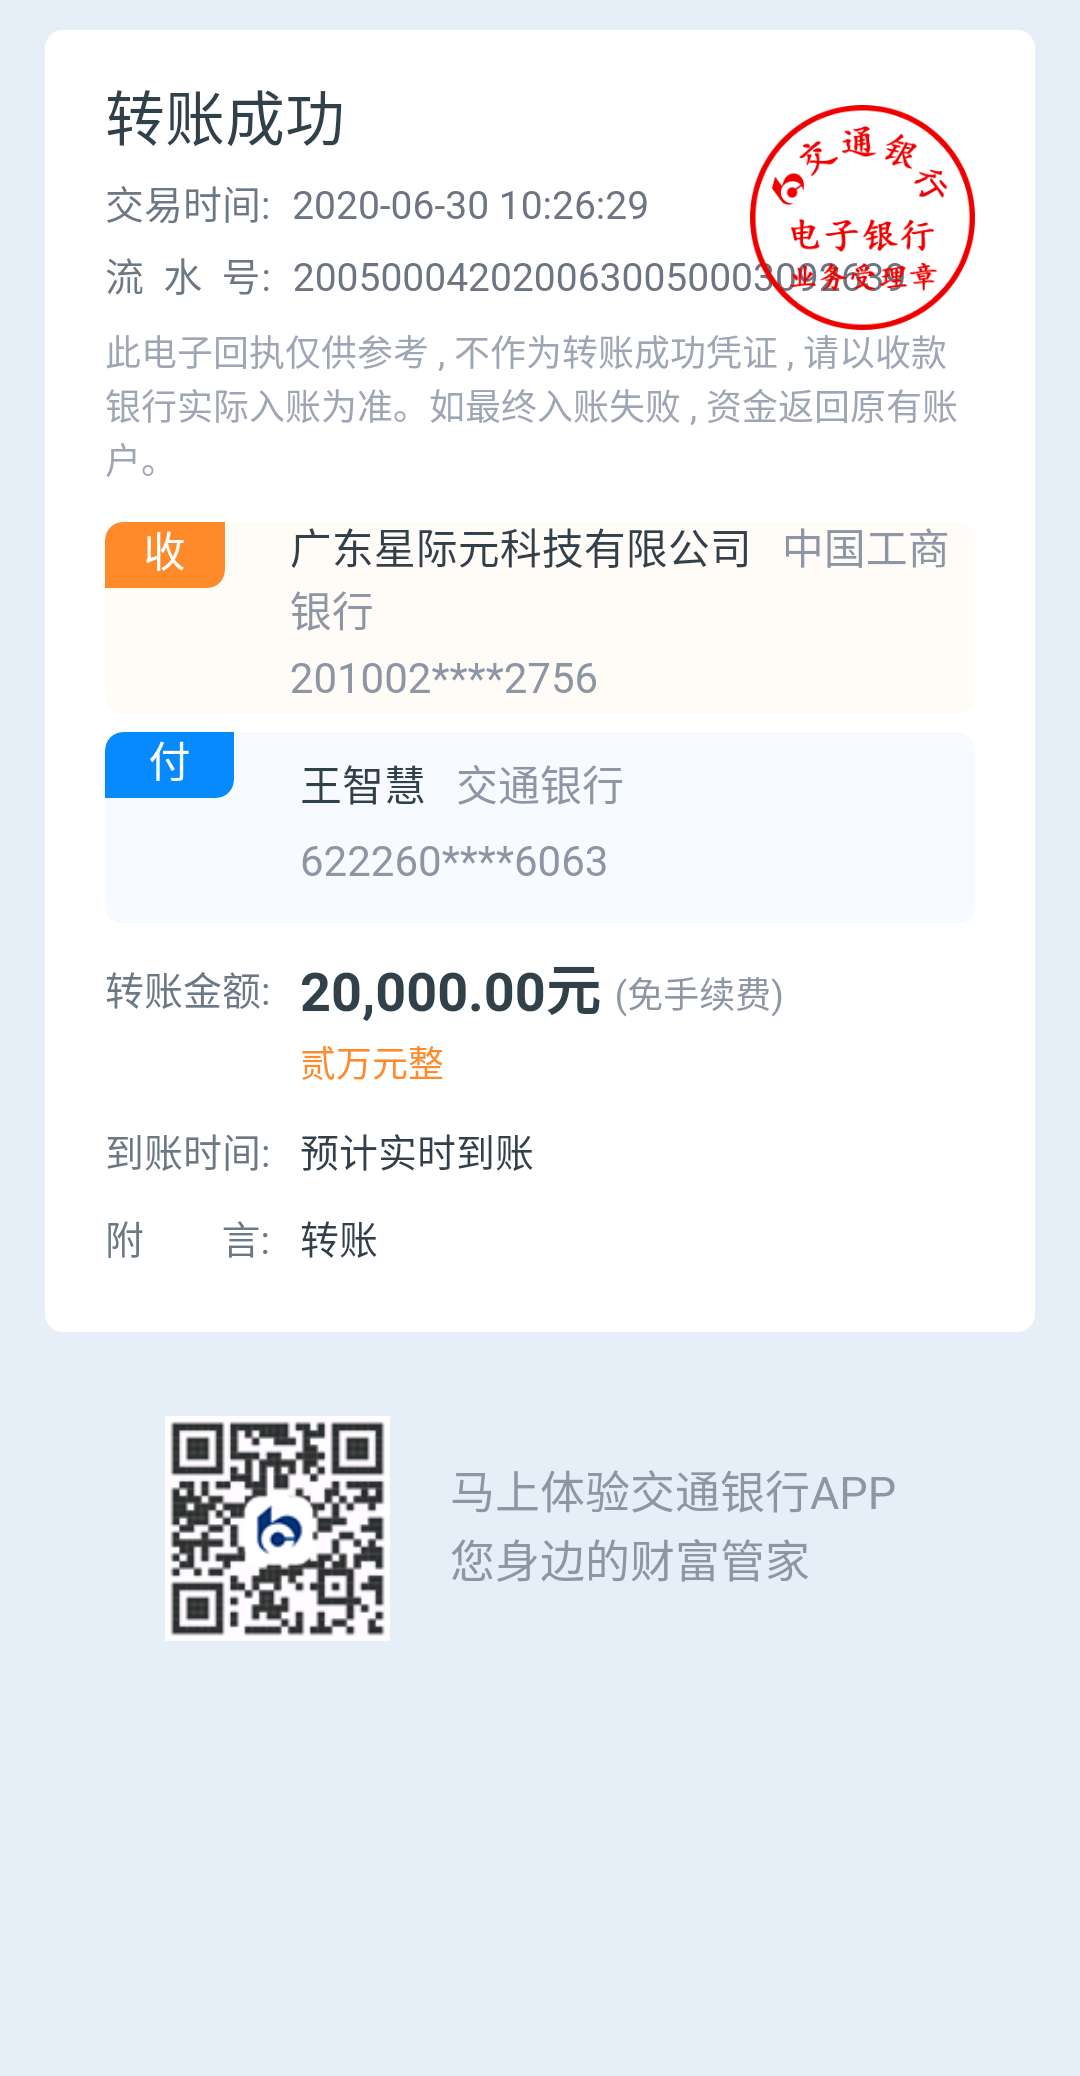 转账成功
交易时间: 2020-06-30 10:26:29
交通银行
电子银行
业务受理章
流水号: 20050004202006300500003092639
此电子回执仅供参考,不作为转账成功凭证,请以收款
银行实际入账为准。如最终入账失败,资金返回原有账
户。
收 广东星际元科技有限公司 中国工商
银行
201002****2756
付 王智慧 交通银行
622260****6063
转账金额: 20,000.00元 (免手续费)
贰万元整
到账时间: 预计实时到账
附言: 转账
马上体验交通银行APP
您身边的财富管家